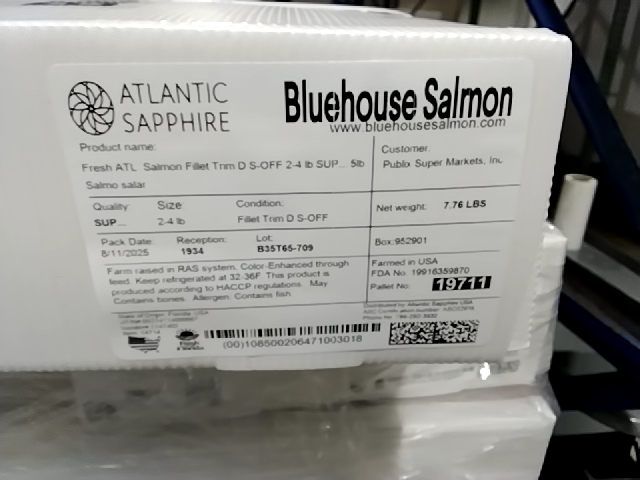 ATLANTIC
SAPPHIRE
Bluehouse Salmon
www.bluehousesalmon.com
Product name:
Fresh ATL Salmon Fillet Trim D S-OFF 2-4 lb SUP... 5lb
Salmo salar
Customer:
Publix Super Markets, Inc
Quality: Size: Condition:
SUP... 2-4 lb Fillet Trim D S-OFF
Net weight: 7.76 LBS
Pack Date: Reception: Lot:
8/11/2025 1934 B35T65-709
Box:952901
Farm raised in RAS system. Color-Enhanced through
feed. Keep refrigerated at 32-36F. This product is
produced according to HACCP regulations. May
Contains bones. Allergen: Contains fish.
Farmed in USA
FDA No. 19916359870
Pallet No. 19711
State of Origin: Florida, USA
Distributed by Atlantic Sapphire USA
(00)108500206471003018